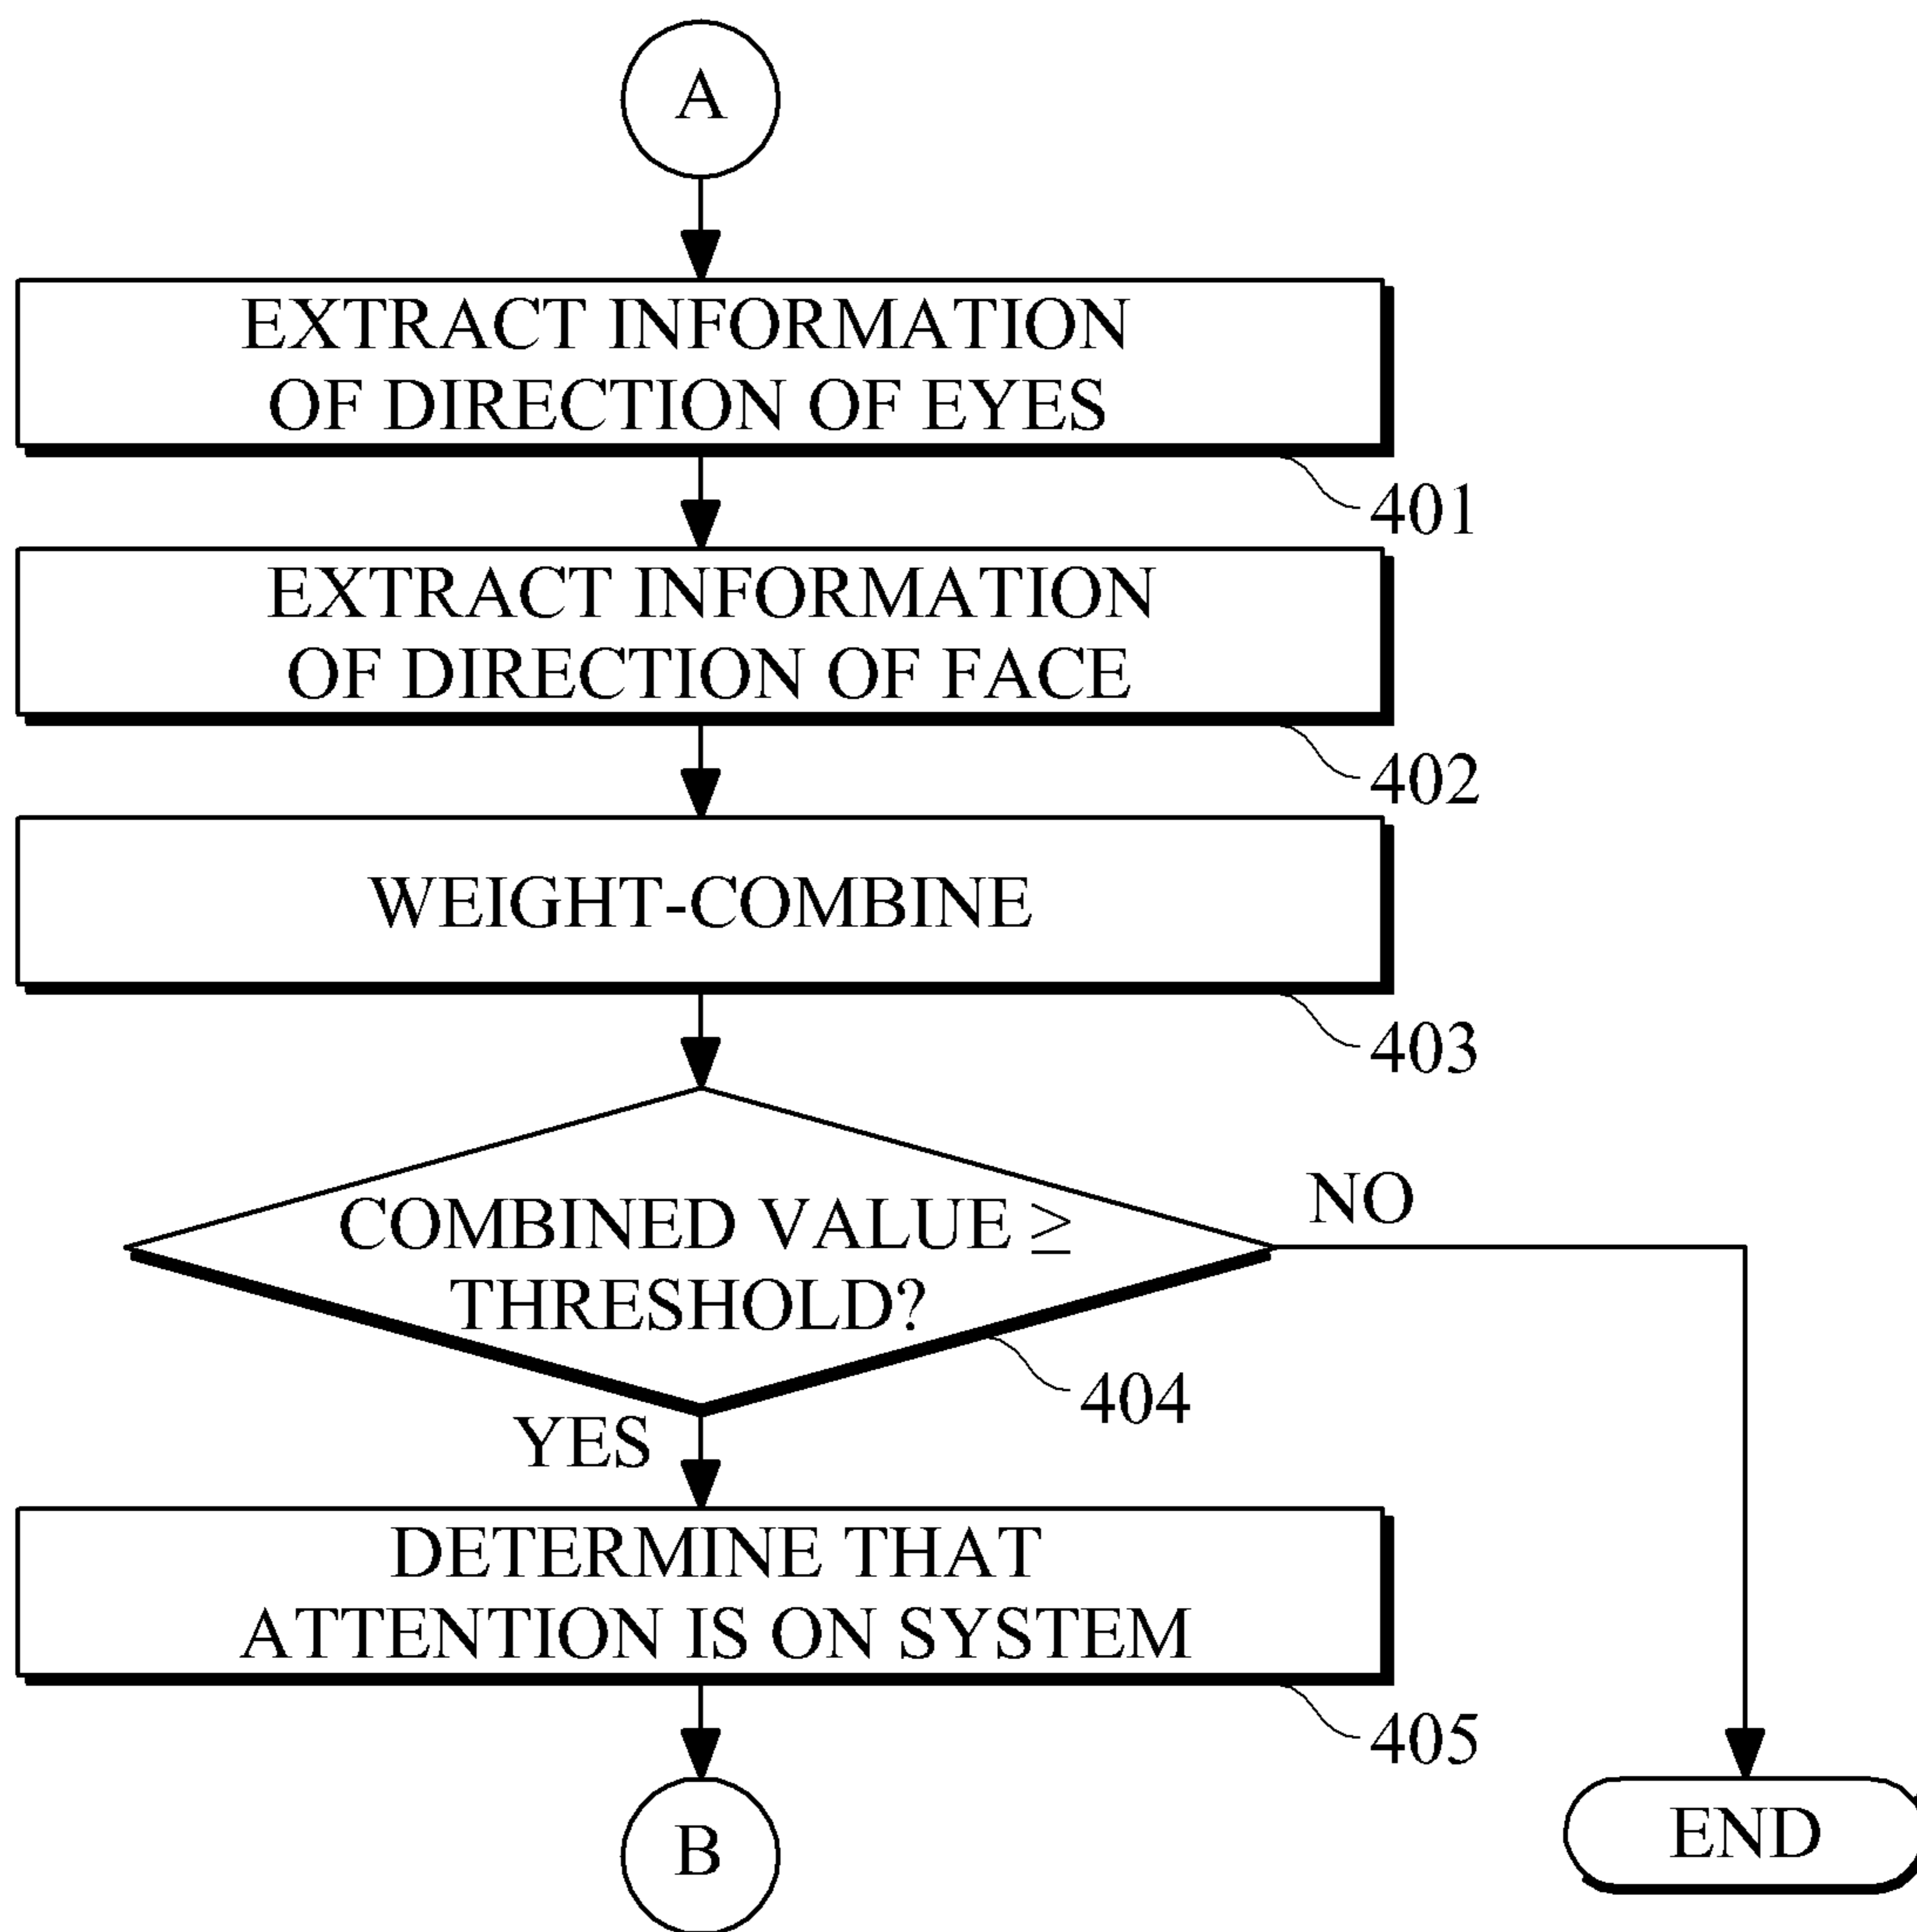 A
EXTRACT INFORMATION
OF DIRECTION OF EYES
401
EXTRACT INFORMATION
OF DIRECTION OF FACE
402
WEIGHT-COMBINE
403
COMBINED VALUE ≥
THRESHOLD?
NO
404
YES
DETERMINE THAT
ATTENTION IS ON SYSTEM
405
B
END